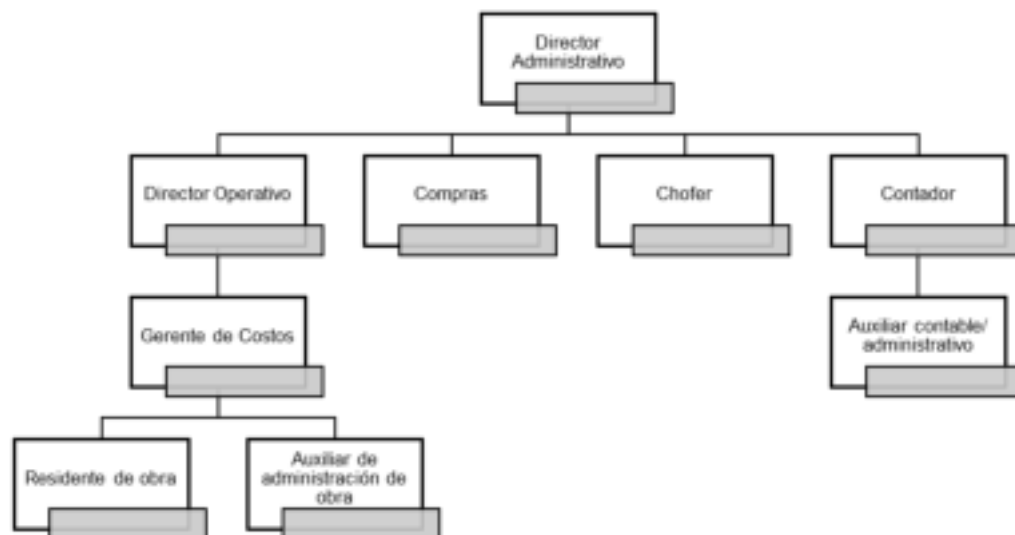 Director
Administrativo
Director Operativo
Compras
Chofer
Contador
Gerente de Costos
Auxiliar contable/
administrativo
Residente de obra
Auxiliar de
administración de
obra